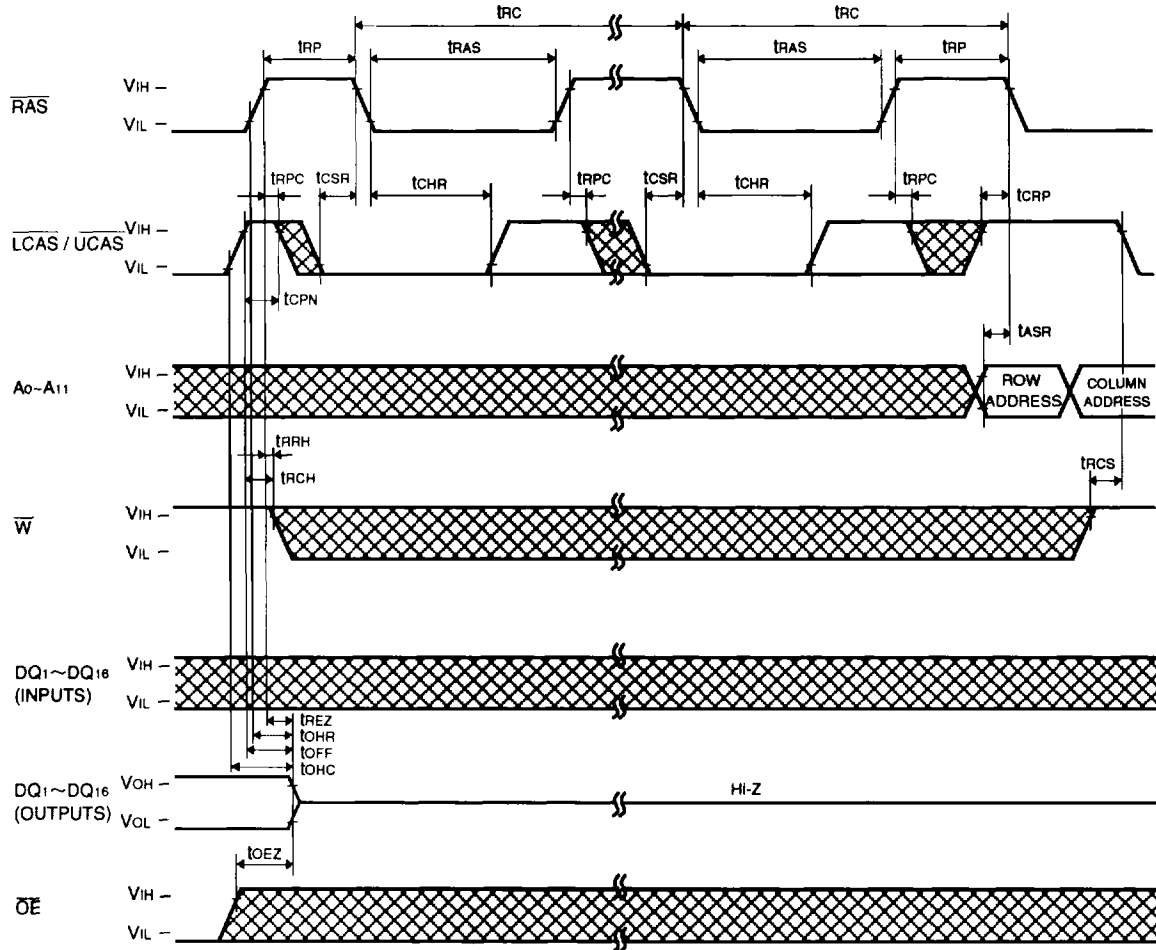 tRC tRC
tRP tRAS tRAS tRP
RAS VIH
VIL
tRPC tCSR tCHR tRPC tCSR tCHR tRPC tCRP
LCAS / UCAS VIH
VIL
tCPN
tASR
A0~A11 VIH
VIL
ROW ADDRESS
COLUMN ADDRESS
tRRH
tRCH
tRCS
W VIH
VIL
DQ1~DQ16 (INPUTS) VIH
VIL
tREZ
tOHR
tOFF
tOHC
DQ1~DQ16 (OUTPUTS) VOH
VOL
Hi-Z
tOEZ
OE VIH
VIL